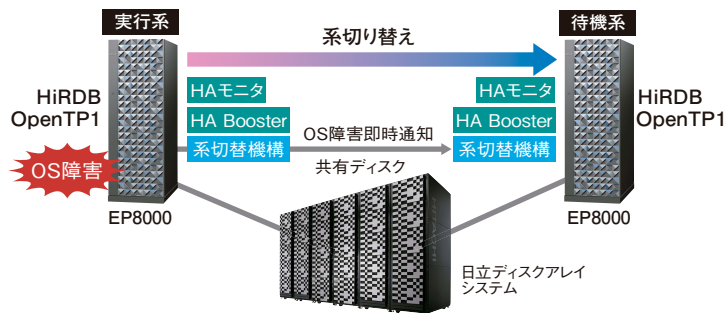 実行系
系切り替え
待機系
HiRDB
OpenTP1
HAモニタ
HA Booster
系切替機構
OS障害即時通知
HAモニタ
HA Booster
系切替機構
HiRDB
OpenTP1
OS障害
共有ディスク
EP8000
EP8000
日立ディスクアレイ
システム